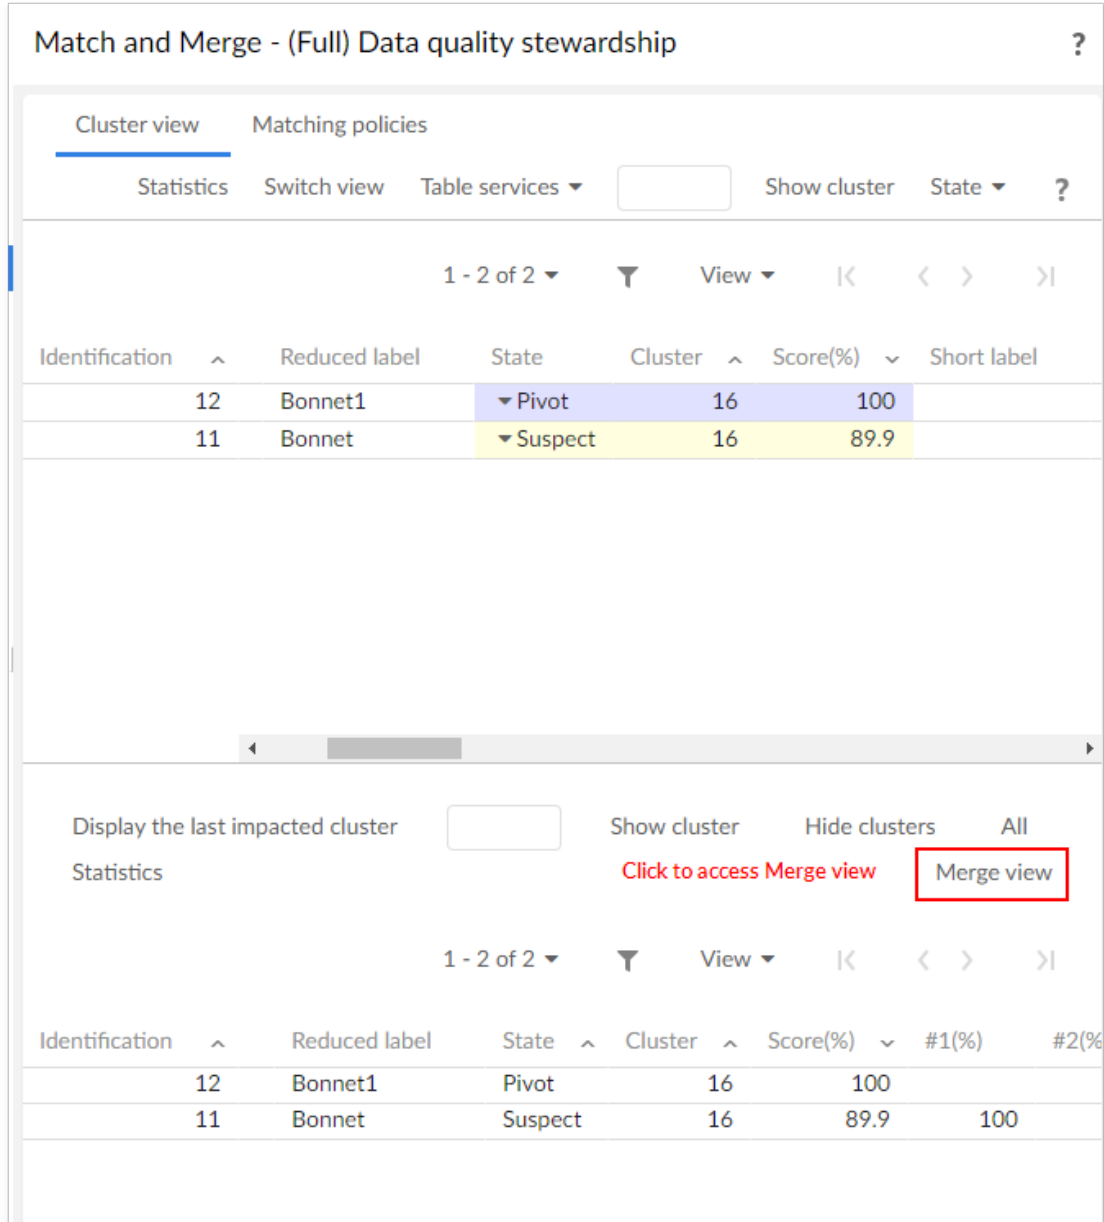 Match and Merge - (Full) Data quality stewardship ?
Cluster view Matching policies
Statistics Switch view Table services Show cluster State ?
1 - 2 of 2 View
Identification Reduced label State Cluster Score(%) Short label
12 Bonnet1 Pivot 16 100
11 Bonnet Suspect 16 89.9
Display the last impacted cluster Show cluster Hide clusters All
Statistics Click to access Merge view Merge view
1 - 2 of 2 View
Identification Reduced label State Cluster Score(%) #1(%) #2(%
12 Bonnet1 Pivot 16 100
11 Bonnet Suspect 16 89.9 100